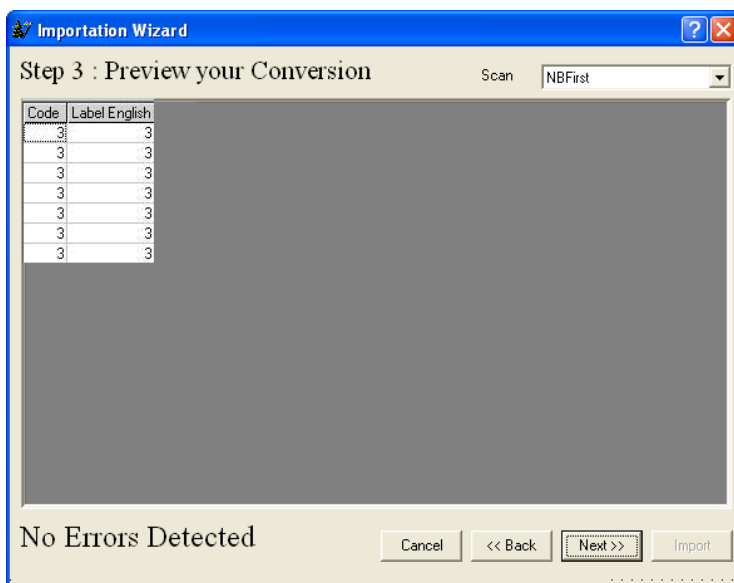 Importation Wizard
Step 3 : Preview your Conversion Scan NBFirst
Code Label English
3 3
3 3
3 3
3 3
3 3
3 3
3 3
No Errors Detected Cancel << Back Next >> Import